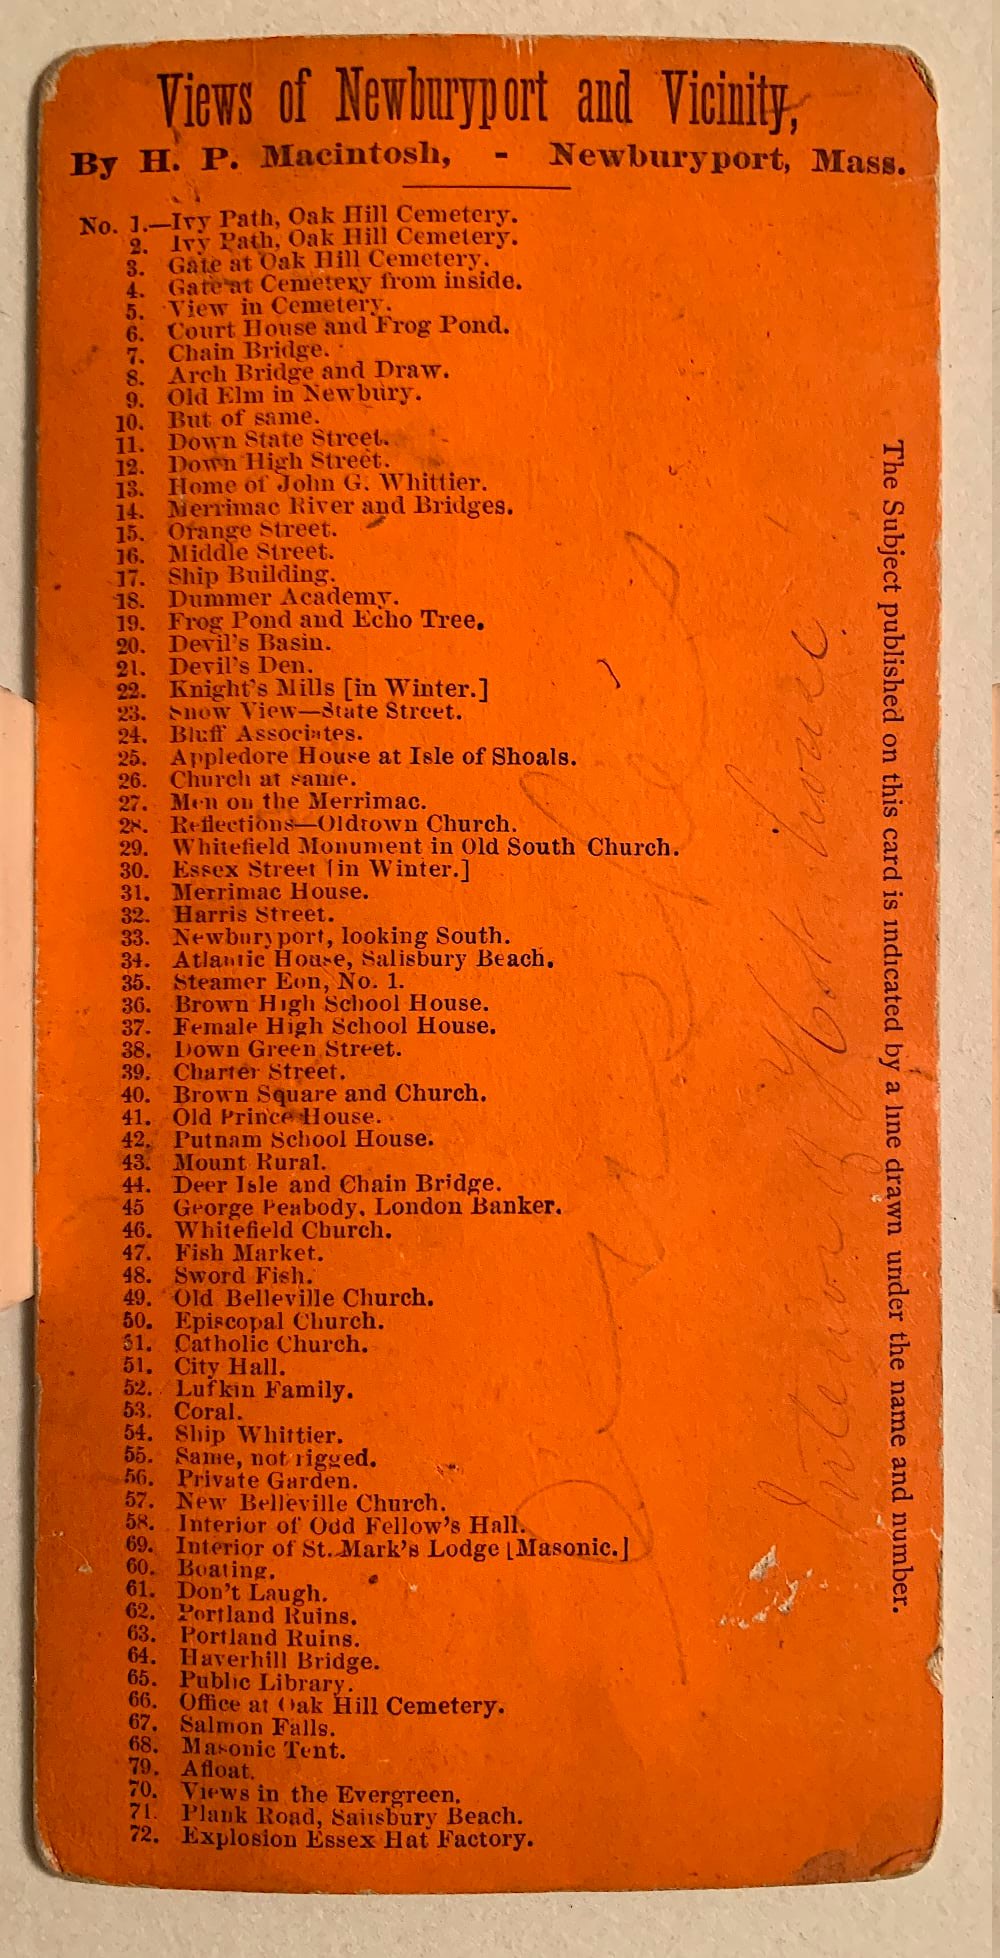 Views of Newburyport and Vicinity,
By H. P. Macintosh, - Newburyport, Mass.
No. 1.—Ivy Path, Oak Hill Cemetery.
2. Ivy Path, Oak Hill Cemetery.
3. Gate at Oak Hill Cemetery.
4. Gate at Cemetery from inside.
5. View in Cemetery.
6. Court House and Frog Pond.
7. Chain Bridge.
8. Arch Bridge and Draw.
9. Old Elm in Newbury.
10. But of same.
11. Down State Street.
12. Down High Street.
13. Home of John G. Whittier.
14. Merrimac River and Bridges.
15. Orange Street.
16. Middle Street.
17. Ship Building.
18. Dummer Academy.
19. Frog Pond and Echo Tree.
20. Devil's Basin.
21. Devil's Den.
22. Knight's Mills [in Winter.]
23. Snow View—State Street.
24. Bluff Associates.
25. Appledore House at Isle of Shoals.
26. Church at same.
27. Men on the Merrimac.
28. Reflections—Oldtown Church.
29. Whitefield Monument in Old South Church.
30. Essex Street [in Winter.]
31. Merrimac House.
32. Harris Street.
33. Newburyport, looking South.
34. Atlantic House, Salisbury Beach.
35. Steamer Eon, No. 1.
36. Brown High School House.
37. Female High School House.
38. Down Green Street.
39. Charter Street.
40. Brown Square and Church.
41. Old Prince House.
42. Putnam School House.
43. Mount Rural.
44. Deer Isle and Chain Bridge.
45 George Peabody, London Banker.
46. Whitefield Church.
47. Fish Market.
48. Sword Fish.
49. Old Belleville Church.
50. Episcopal Church.
51. Catholic Church.
51. City Hall.
52. Lufkin Family.
53. Coral.
54. Ship Whittier.
55. Same, not rigged.
56. Private Garden.
57. New Belleville Church.
58. Interior of Odd Fellow's Hall.
69. Interior of St. Mark's Lodge [Masonic.]
60. Boating.
61. Don't Laugh.
62. Portland Ruins.
63. Portland Ruins.
64. Haverhill Bridge.
65. Public Library.
66. Office at Oak Hill Cemetery.
67. Salmon Falls.
68. Masonic Tent.
79. Afloat.
70. Views in the Evergreen.
71. Plank Road, Salisbury Beach.
72. Explosion Essex Hat Factory.
The Subject published on this card is indicated by a line drawn under the name and number.
Interior of